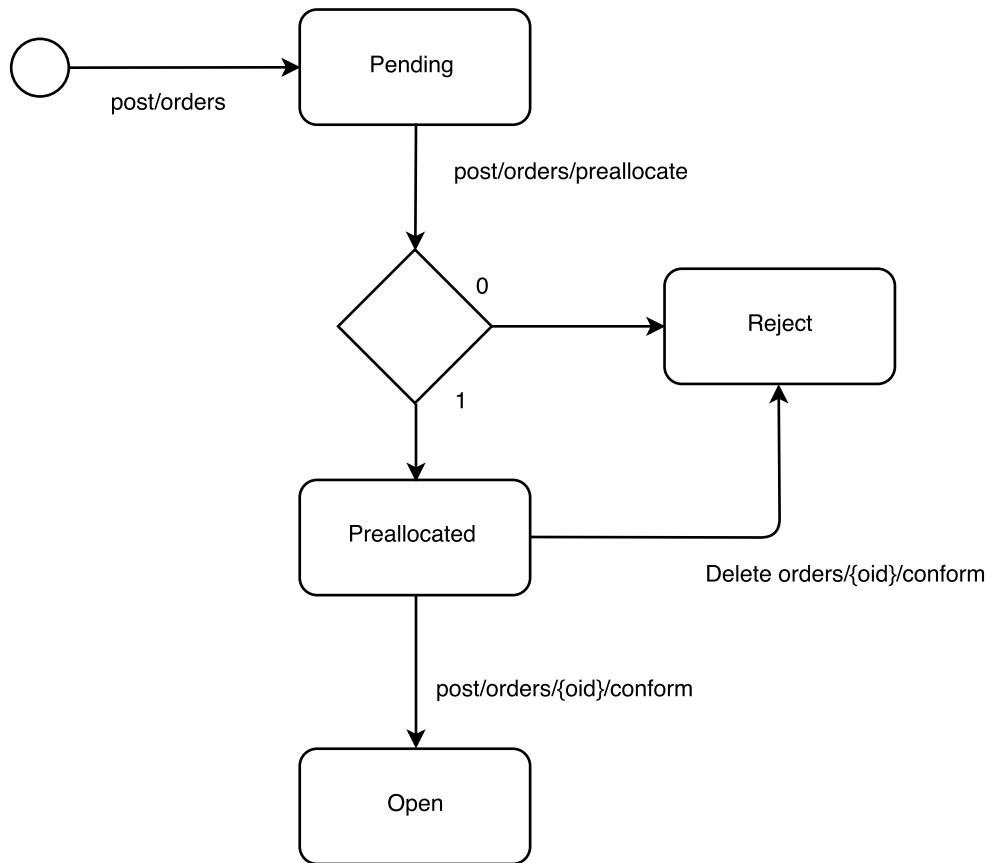 Pending
post/orders
post/orders/preallocate
0
Reject
1
Preallocated
Delete orders/{oid}/conform
post/orders/{oid}/conform
Open